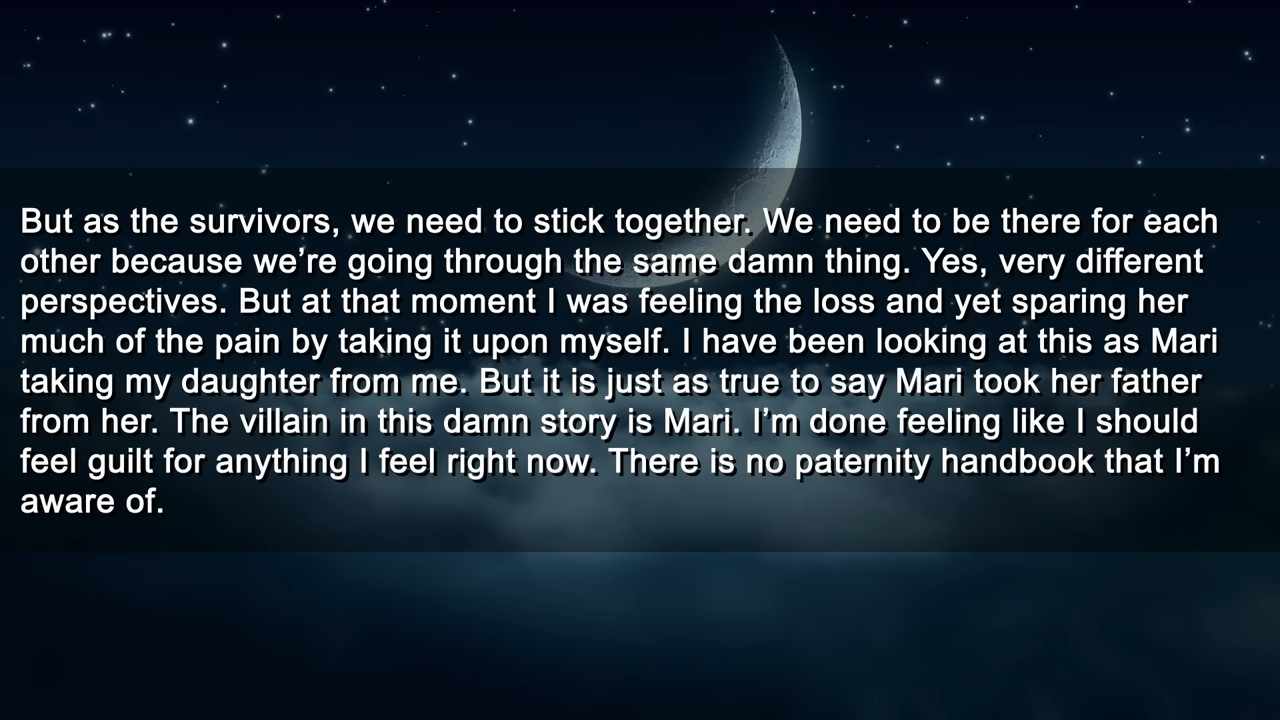 But as the survivors, we need to stick together. We need to be there for each
other because we’re going through the same damn thing. Yes, very different
perspectives. But at that moment I was feeling the loss and yet sparing her
much of the pain by taking it upon myself. I have been looking at this as Mari
taking my daughter from me. But it is just as true to say Mari took her father
from her. The villain in this damn story is Mari. I’m done feeling like I should
feel guilt for anything I feel right now. There is no paternity handbook that I’m
aware of.